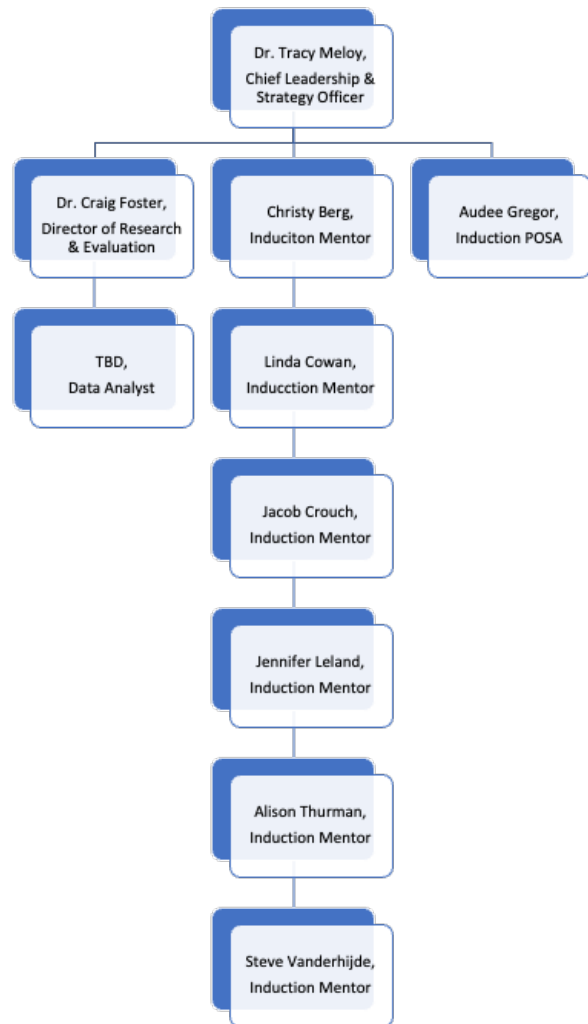 Dr. Tracy Meloy,
Chief Leadership &
Strategy Officer
Dr. Craig Foster,
Director of Research
& Evaluation
Christy Berg,
Induciton Mentor
Audee Gregor,
Induction POSA
TBD,
Data Analyst
Linda Cowan,
Inducction Mentor
Jacob Crouch,
Induction Mentor
Jennifer Leland,
Induction Mentor
Alison Thurman,
Induction Mentor
Steve Vanderhijde,
Induction Mentor